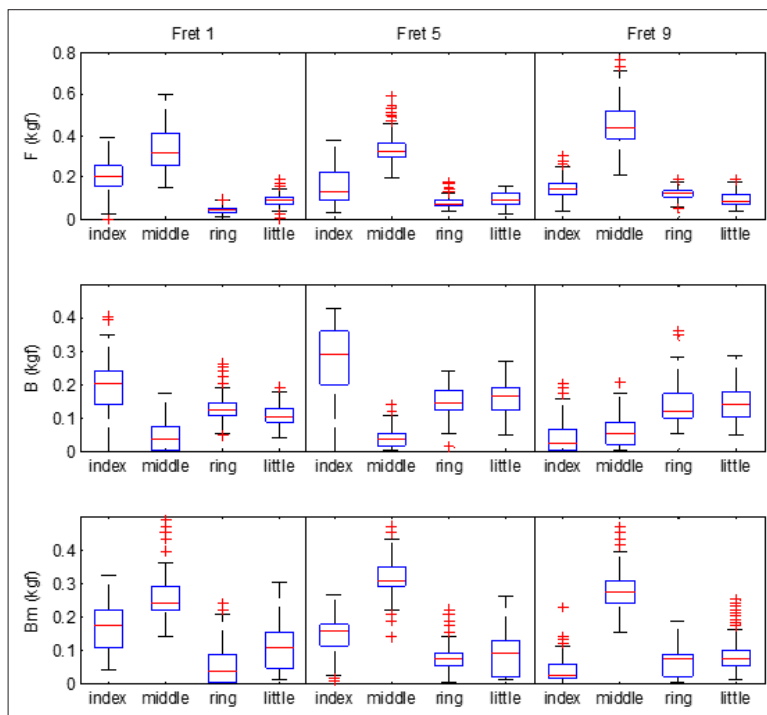 Fret 1 Fret 5 Fret 9
F (kgf)
0.8
0.6
0.4
0.2
0
index middle ring little index middle ring little index middle ring little
B (kgf)
0.4
0.3
0.2
0.1
0
index middle ring little index middle ring little index middle ring little
Bm (kgf)
0.4
0.3
0.2
0.1
0
index middle ring little index middle ring little index middle ring little